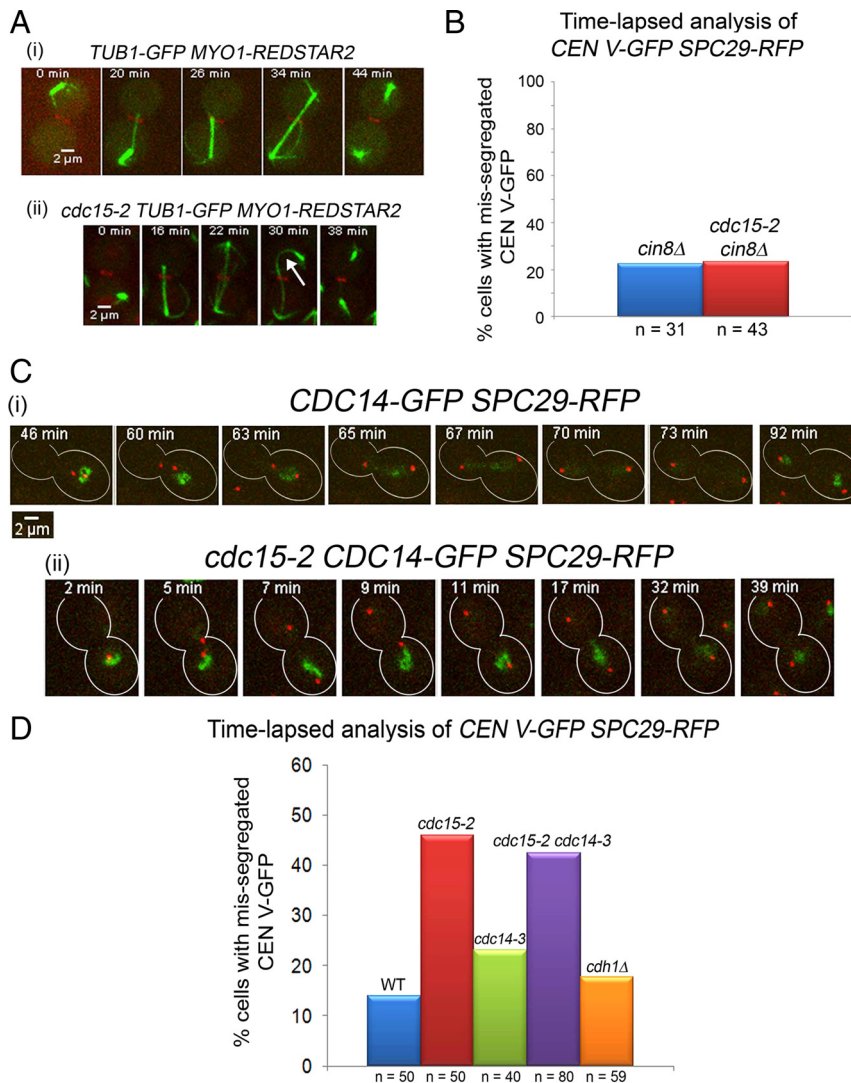 A
(i)
TUB1-GFP MYO1-REDSTAR2
0 min
20 min
26 min
34 min
44 min
2 µm
(ii)
cdc15-2 TUB1-GFP MYO1-REDSTAR2
0 min
16 min
22 min
30 min
38 min
2 µm
B
Time-lapsed analysis of
CEN V-GFP SPC29-RFP
% cells with mis-segregated
CEN V-GFP
100
80
60
40
20
0
cin8Δ
cdc15-2
cin8Δ
n = 31
n = 43
C
(i)
CDC14-GFP SPC29-RFP
46 min
60 min
63 min
65 min
67 min
70 min
73 min
92 min
2 µm
(ii)
cdc15-2 CDC14-GFP SPC29-RFP
2 min
5 min
7 min
9 min
11 min
17 min
32 min
39 min
D
Time-lapsed analysis of CEN V-GFP SPC29-RFP
% cells with mis-segregated
CEN V-GFP
60
50
40
30
20
10
0
WT
cdc15-2
cdc14-3
cdc15-2 cdc14-3
cdh1Δ
n = 50
n = 50
n = 40
n = 80
n = 59